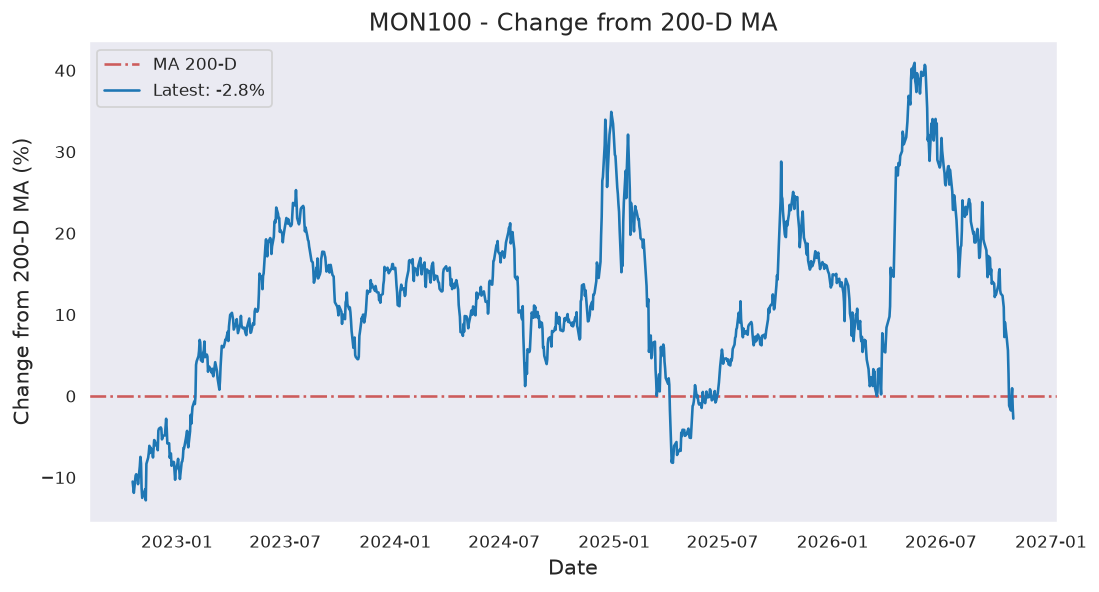 MON100 - Change from 200-D MA
MA 200-D
Latest: -2.8%
Change from 200-D MA (%)
40
30
20
10
0
−10
2023-01 2023-07 2024-01 2024-07 2025-01 2025-07 2026-01 2026-07 2027-01
Date